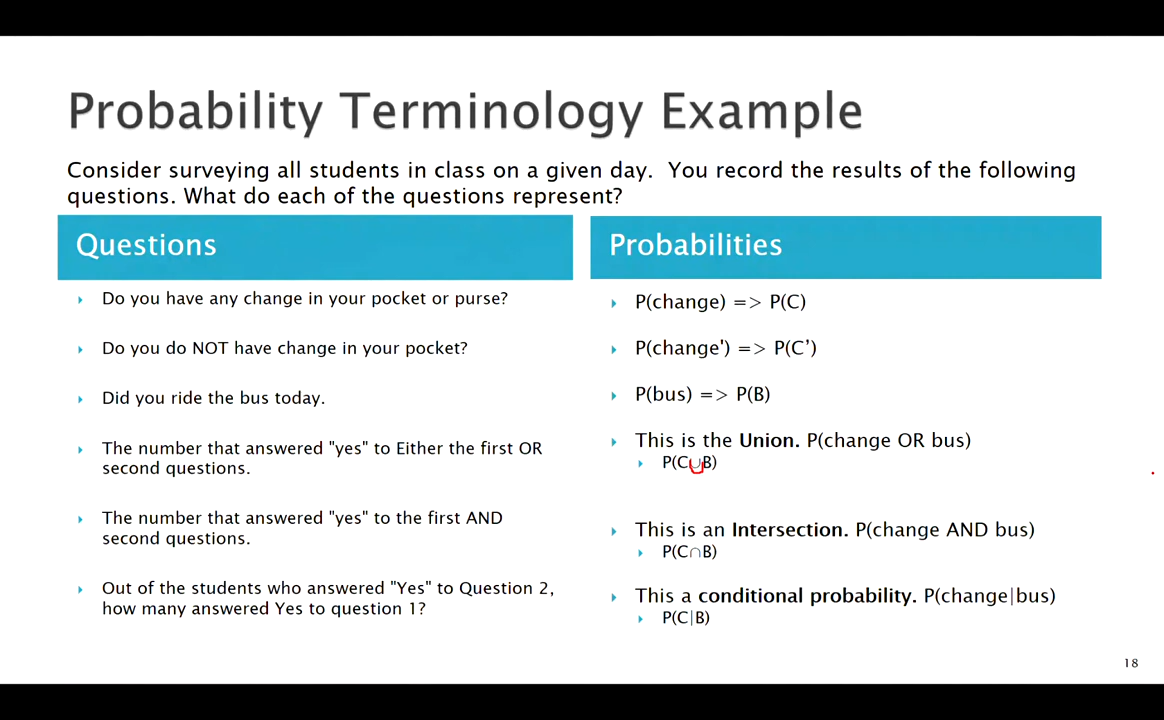 Probability Terminology Example
Consider surveying all students in class on a given day.  You record the results of the following
questions. What do each of the questions represent?
Questions
Do you have any change in your pocket or purse?
Do you do NOT have change in your pocket?
Did you ride the bus today.
The number that answered "yes" to Either the first OR
second questions.
The number that answered "yes" to the first AND
second questions.
Out of the students who answered "Yes" to Question 2,
how many answered Yes to question 1?
Probabilities
P(change) => P(C)
P(change') => P(C’)
P(bus) => P(B)
This is the Union. P(change OR bus)
P(C∪B)
This is an Intersection. P(change AND bus)
P(C∩B)
This a conditional probability. P(change|bus)
P(C|B)
18